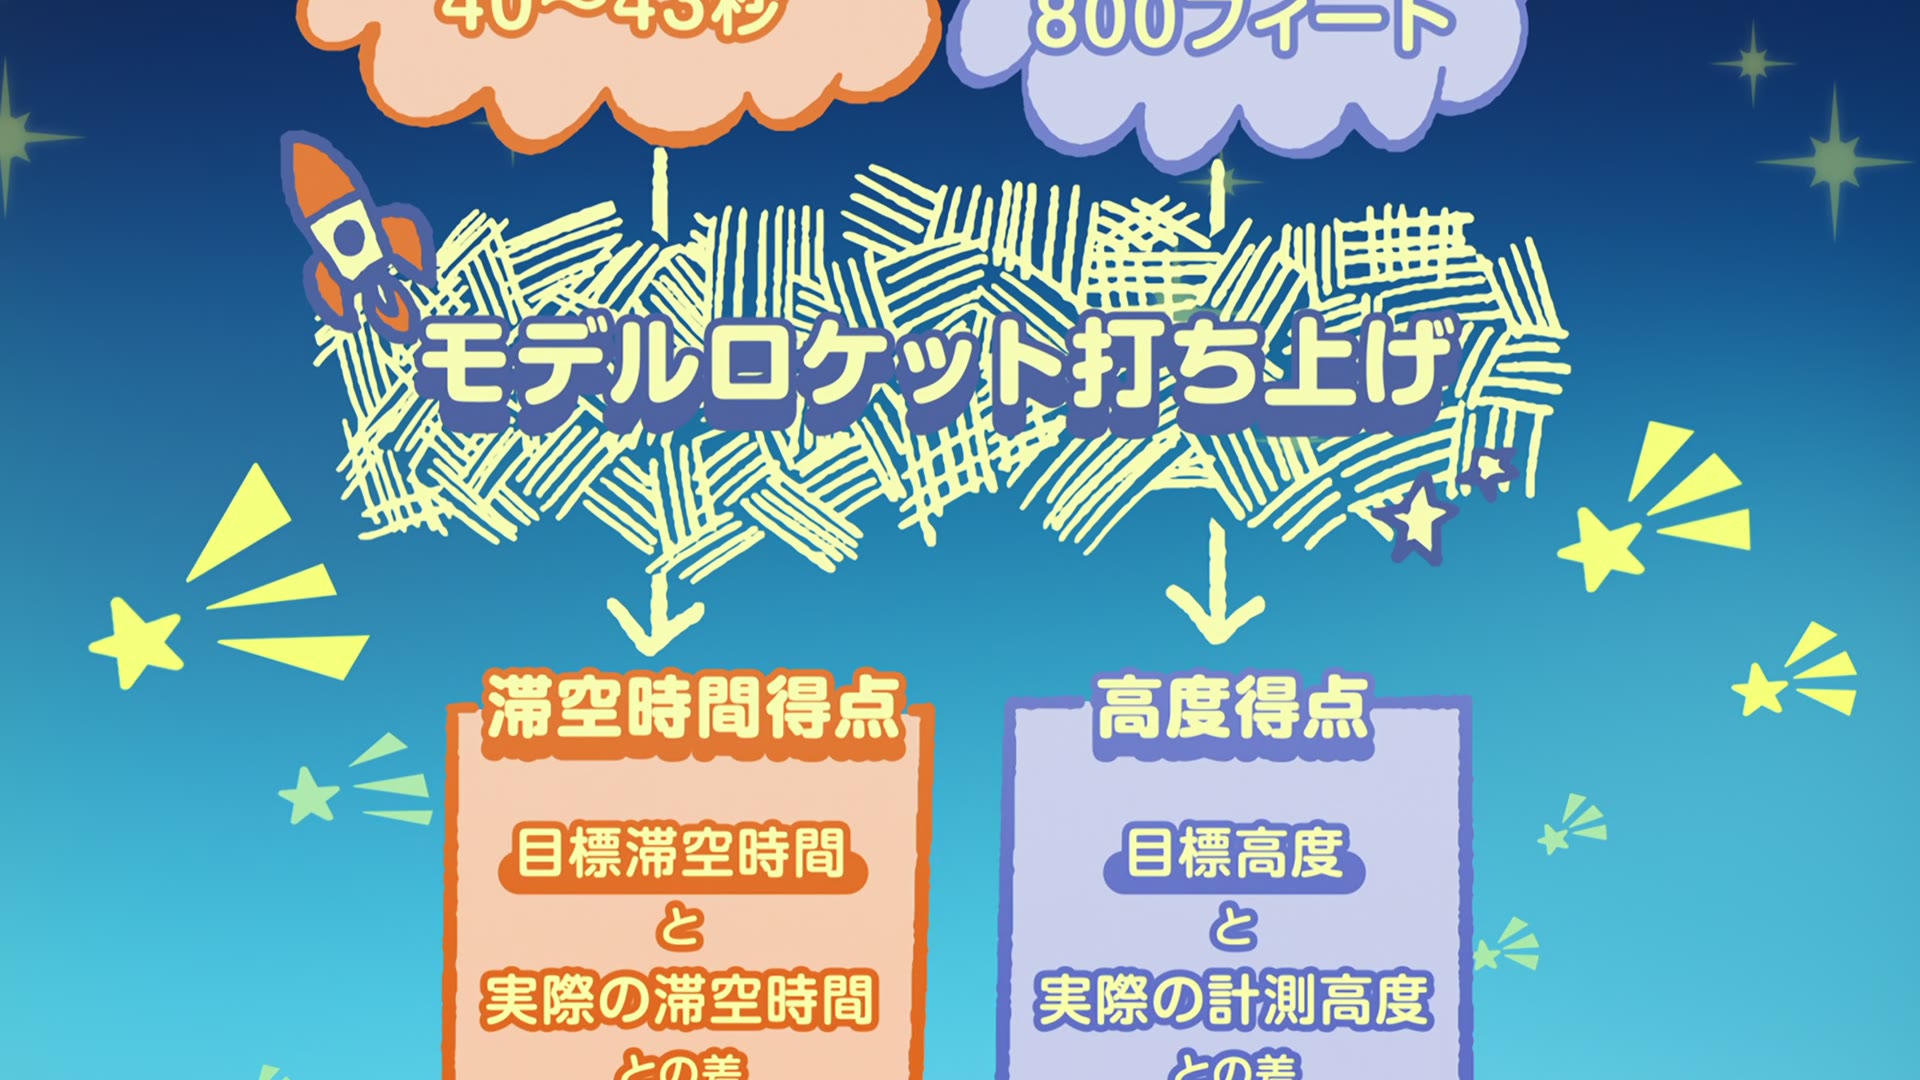 40～45秒
800フィート
モデルロケット打ち上げ
滞空時間得点
目標滞空時間
と
実際の滞空時間
との差
高度得点
目標高度
と
実際の計測高度
との差